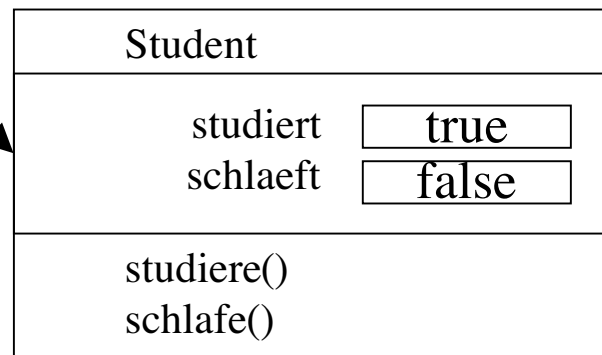 Student
studiert true
schlaeft false
studiere()
schlafe()